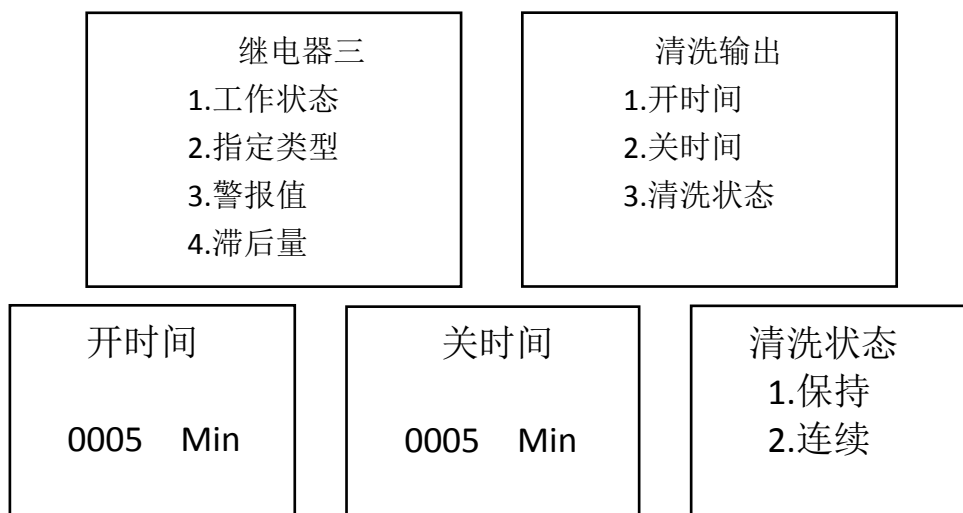 继电器三
1.工作状态
2.指定类型
3.警报值
4.滞后量
清洗输出
1.开时间
2.关时间
3.清洗状态
开时间
0005 Min
关时间
0005 Min
清洗状态
1.保持
2.连续